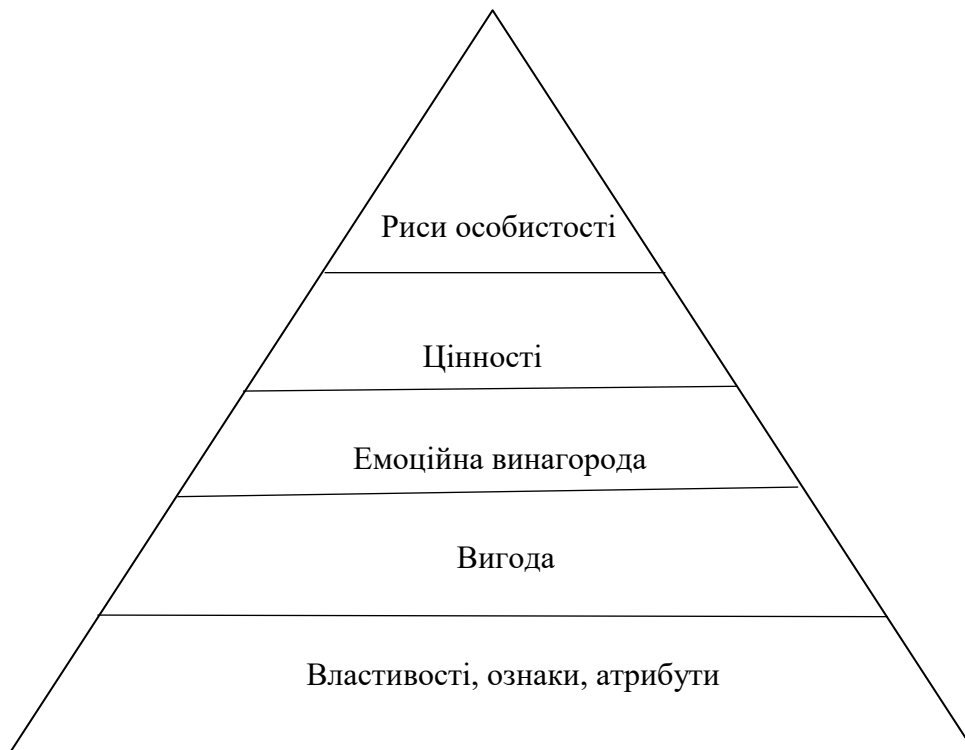 Риси особистості
Цінності
Емоційна винагорода
Вигода
Властивості, ознаки, атрибути